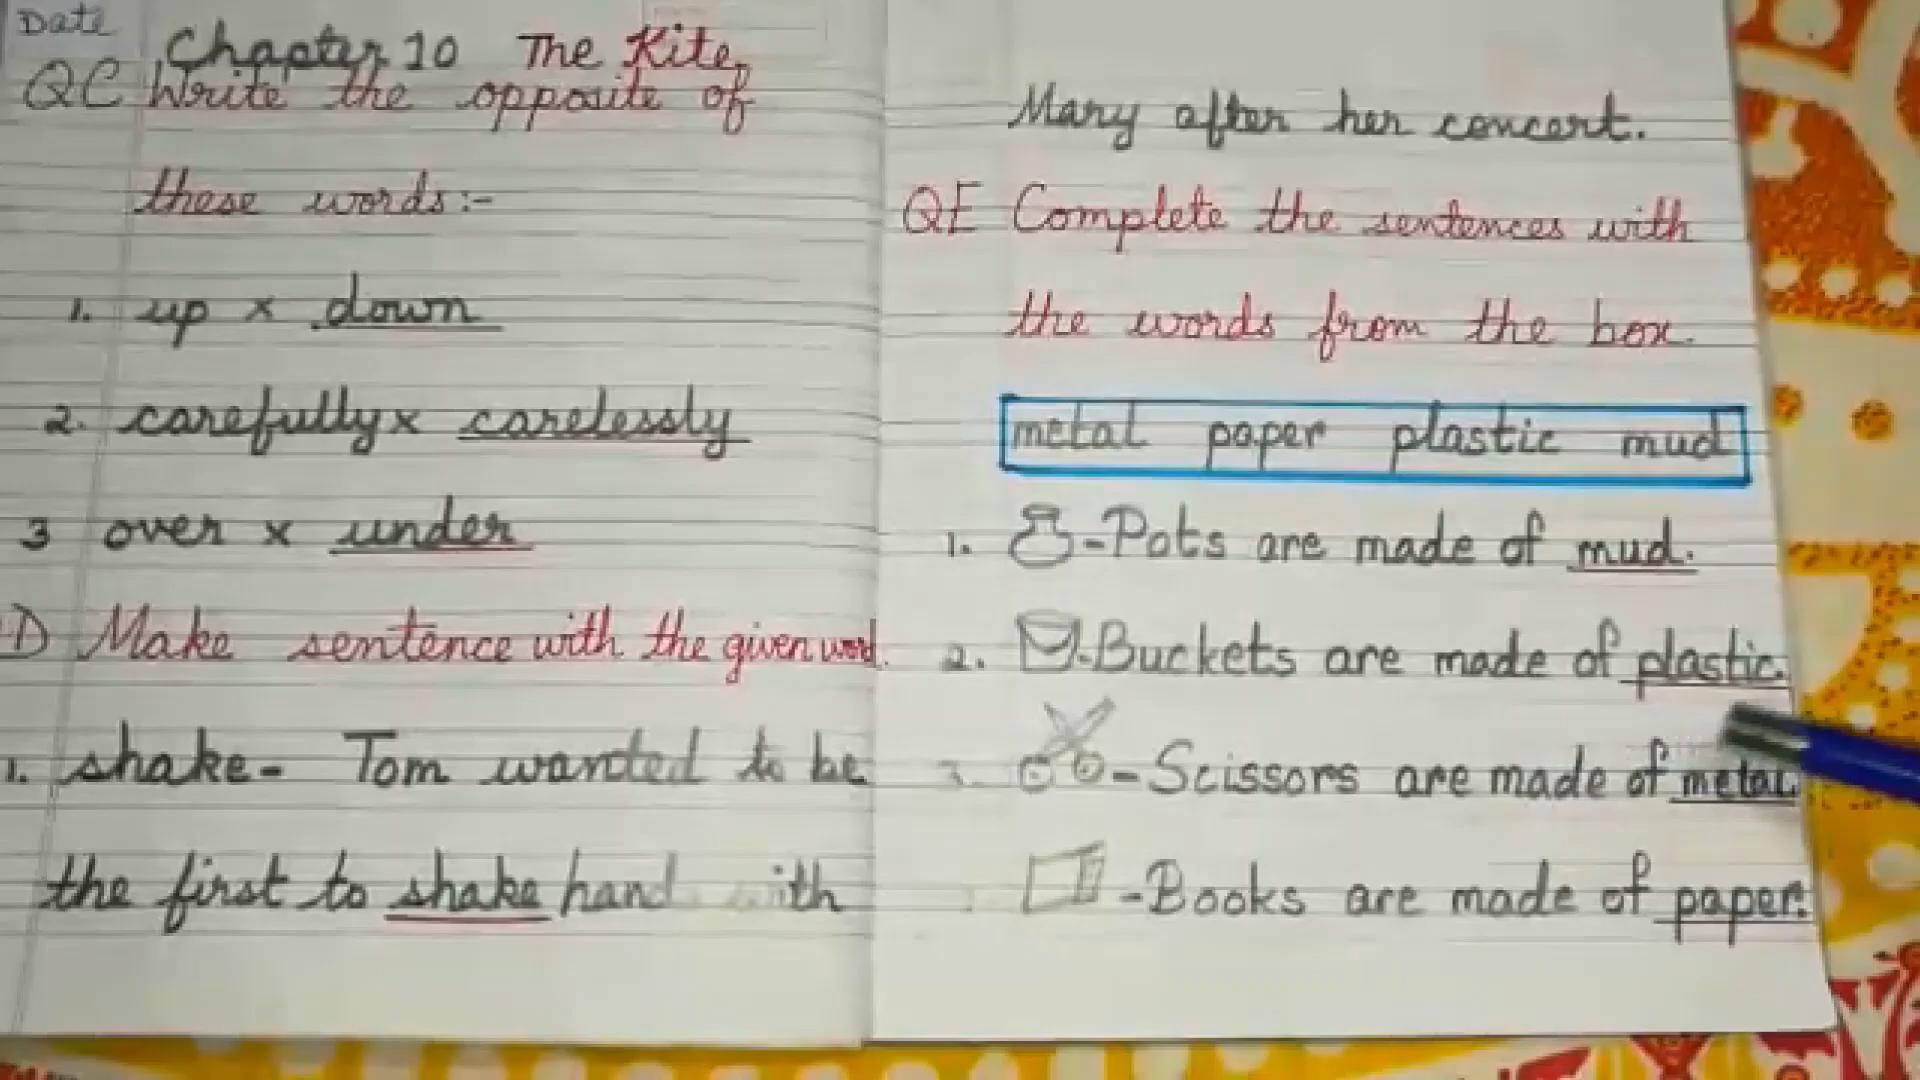 Date
Chapter 10 The Kite
QC Write the opposite of
these words:-
1. up x down
2. carefully x carelessly
3 over x under
D Make sentence with the given word.
1. shake - Tom wanted to be
the first to shake hand with
Mary after her concert.
QE Complete the sentences with
the words from the box.
metal paper plastic mud
1. -Pots are made of mud.
2. -Buckets are made of plastic.
3. -Scissors are made of metal.
-Books are made of paper.